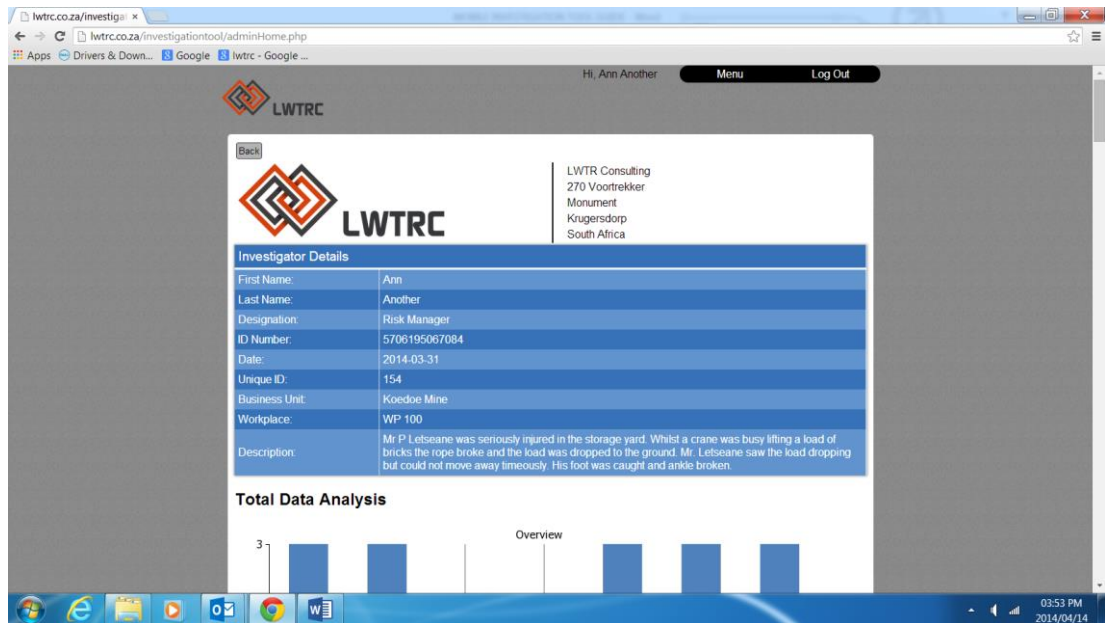 lwtrc.co.za/investiga
lwtrc.co.za/investigationtool/adminHome.php
Apps Drivers & Down... Google lwtrc - Google ...
Hi, Ann Another Menu Log Out
LWTRC
Back
LWTRC
LWTR Consulting
270 Voortrekker
Monument
Krugersdorp
South Africa
Investigator Details
First Name: Ann
Last Name: Another
Designation: Risk Manager
ID Number: 5706195067084
Date: 2014-03-31
Unique ID: 154
Business Unit: Koedoe Mine
Workplace: WP 100
Description: Mr P Letseane was seriously injured in the storage yard. Whilst a crane was busy lifting a load of
bricks the rope broke and the load was dropped to the ground. Mr. Letseane saw the load dropping
but could not move away timeously. His foot was caught and ankle broken.
Total Data Analysis
Overview
3
03:53 PM
2014/04/14